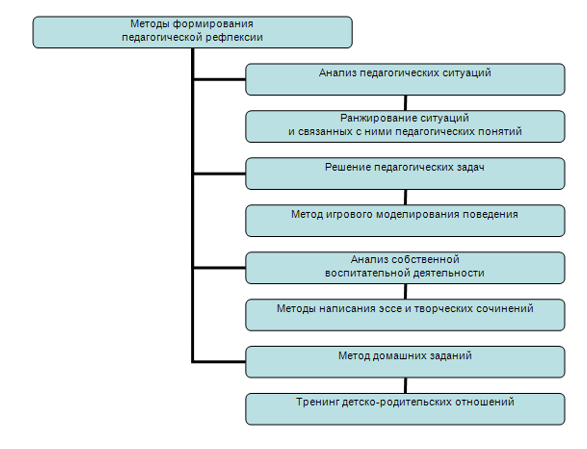 Методы формирования
педагогической рефлексии
Анализ педагогических ситуаций
Ранжирование ситуаций
и связанных с ними педагогических понятий
Решение педагогических задач
Метод игрового моделирования поведения
Анализ собственной
воспитательной деятельности
Методы написания эссе и творческих сочинений
Метод домашних заданий
Тренинг детско-родительских отношений